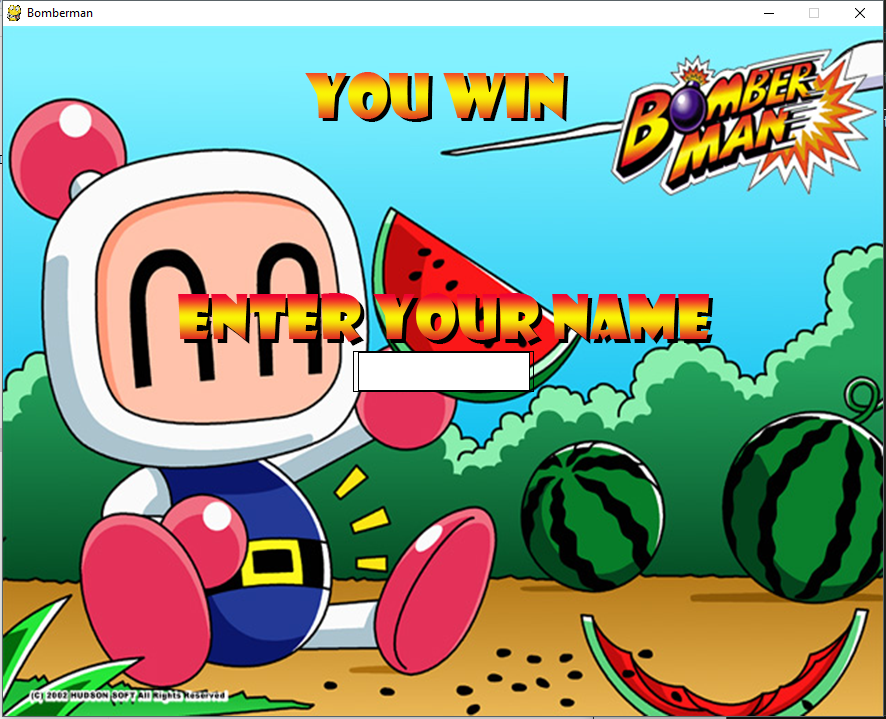 Bomberman
YOU WIN
BOMBER
MAN
ENTER YOUR NAME
(C) 2002 HUDSON SOFT All Rights Reserved